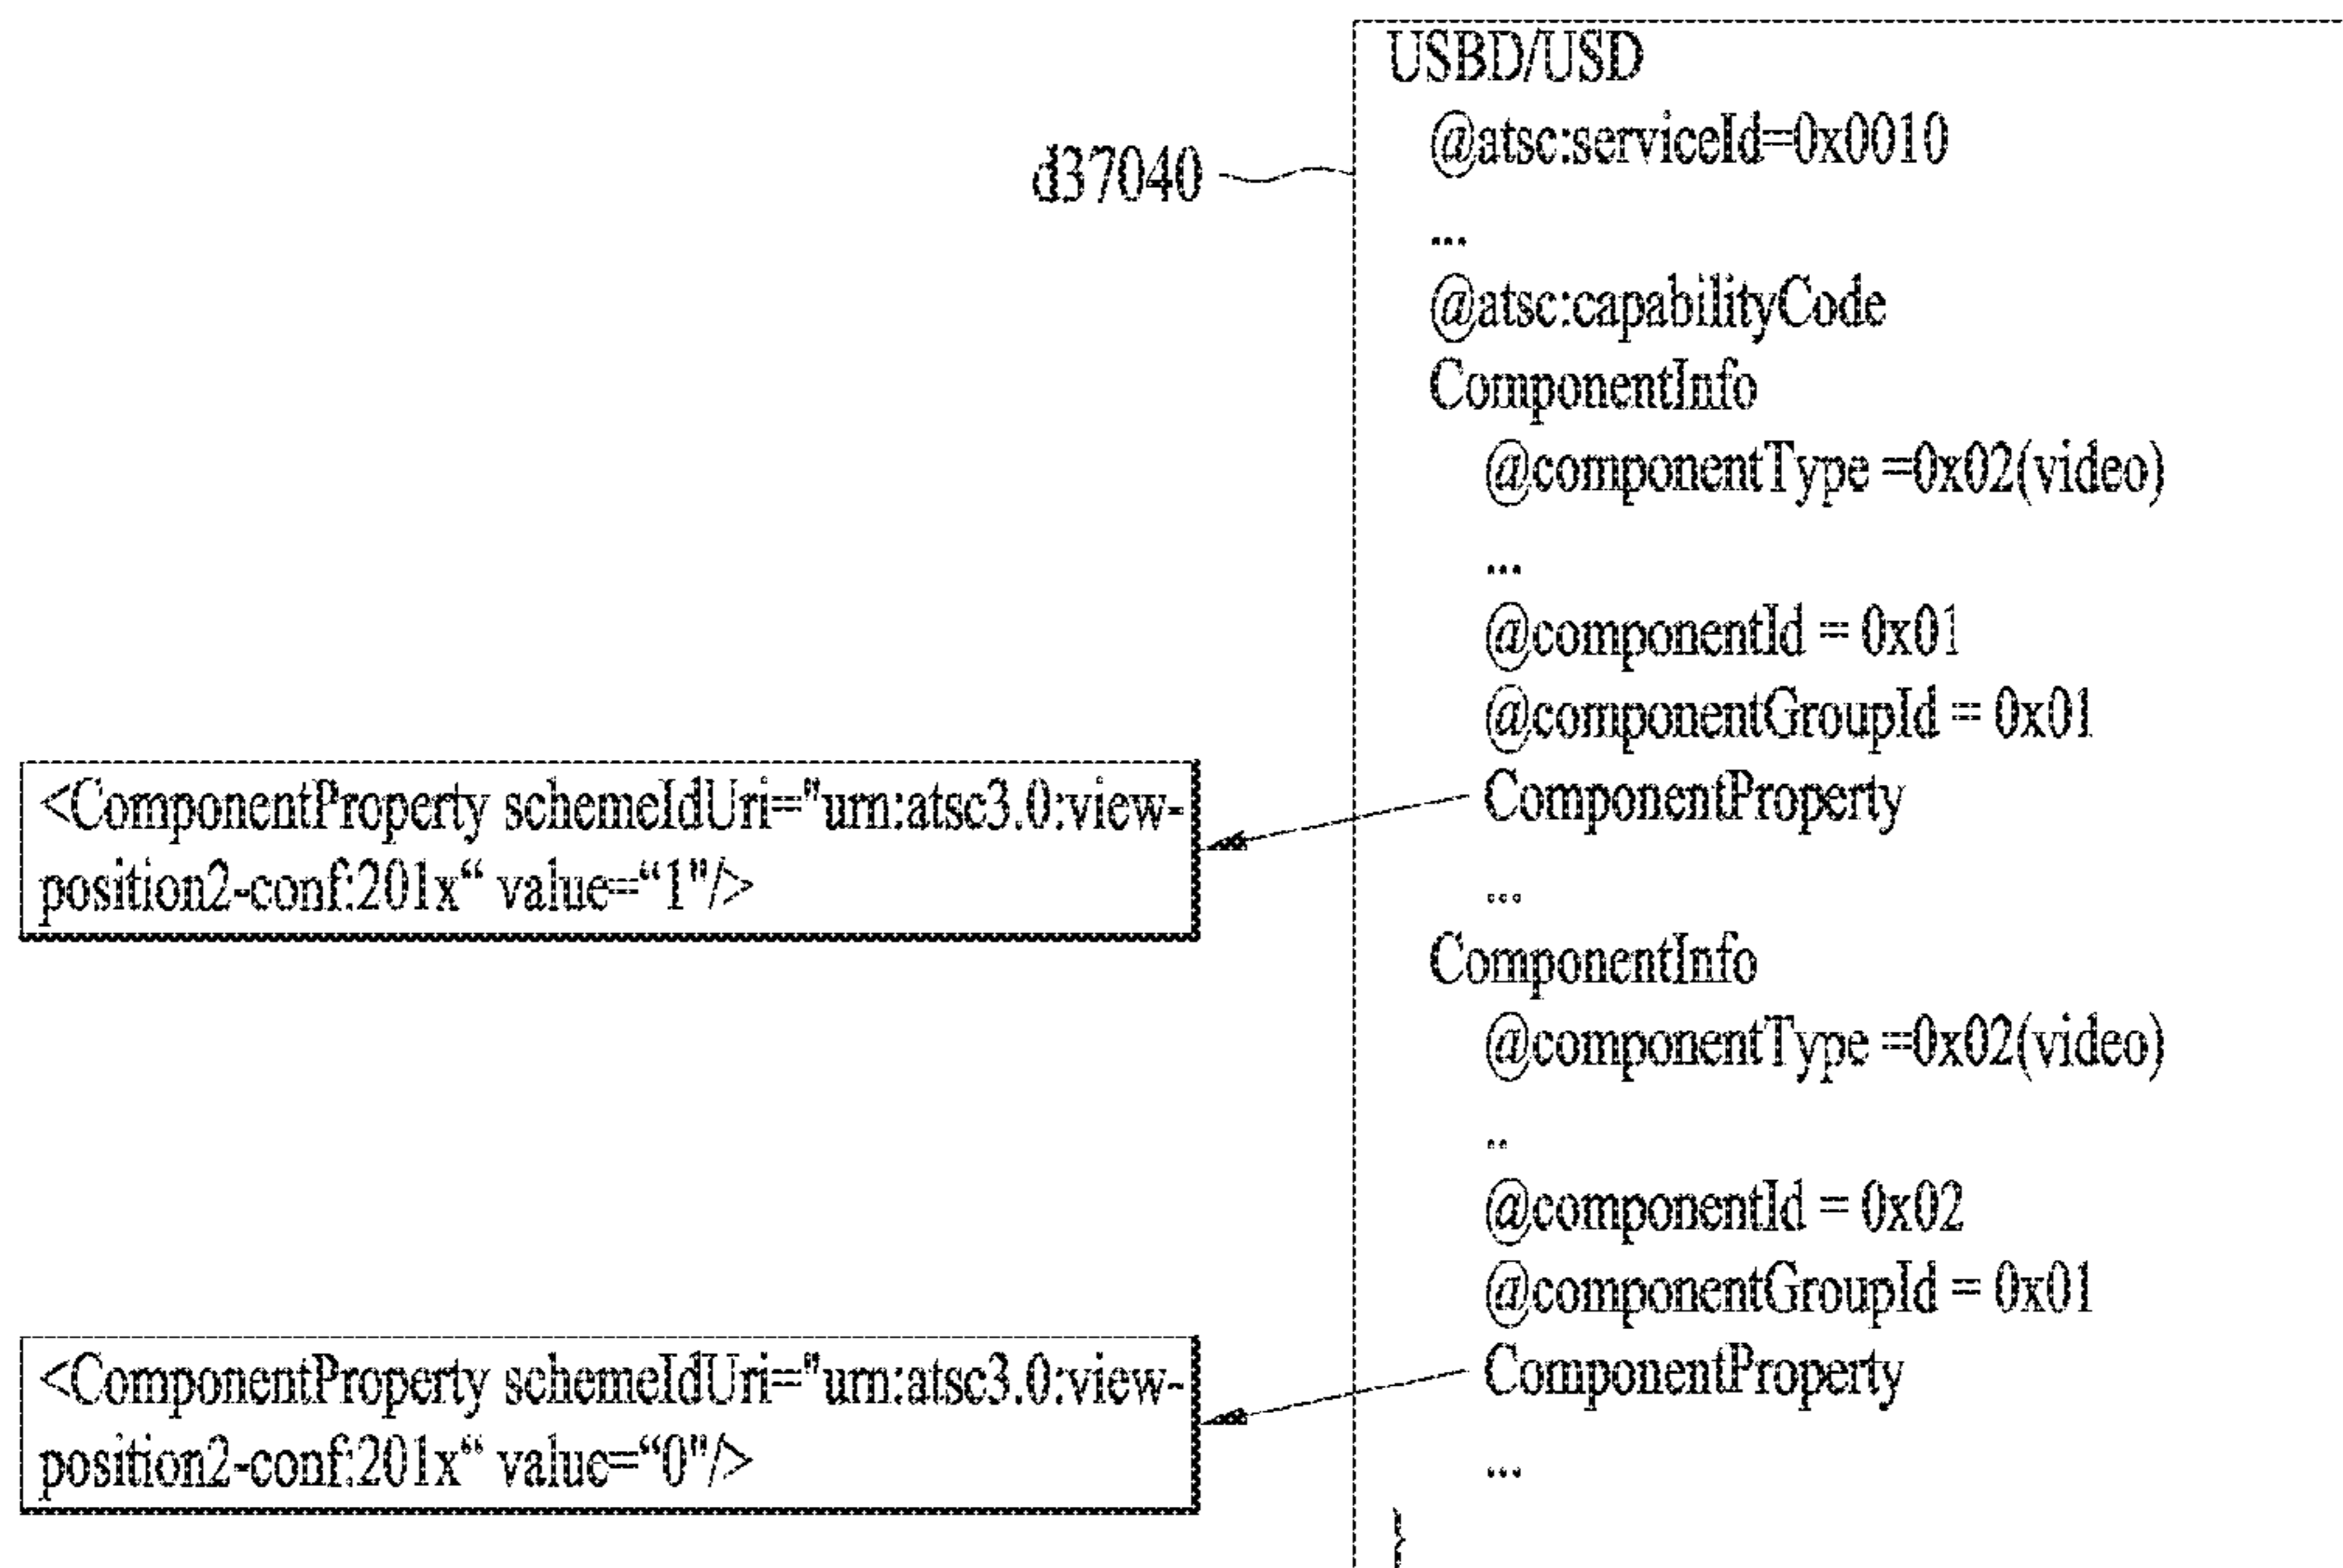 USBD/USD
@atsc:serviceId=0x0010
d37040
...
@atsc:capabilityCode
ComponentInfo
@componentType =0x02(video)
...
@componentId = 0x01
@componentGroupId = 0x01
ComponentProperty
<ComponentProperty schemeIdUri="urn:atsc3.0:view-
position2-conf:201x“ value=“1"/>
...
ComponentInfo
@componentType =0x02(video)
..
@componentId = 0x02
@componentGroupId = 0x01
ComponentProperty
<ComponentProperty schemeIdUri="urn:atsc3.0:view-
position2-conf:201x“ value=“0"/>
...
}